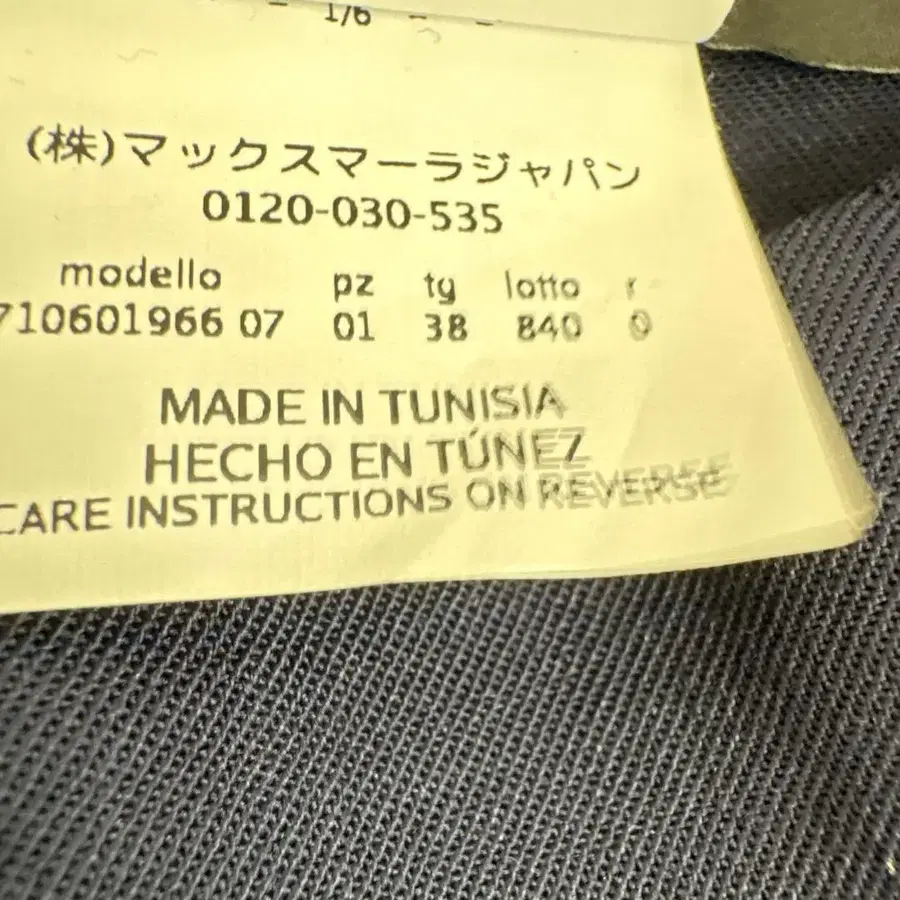 1/6
(株)マックスマーラジャパン
0120-030-535
modello pz ty lotto r
710601966 07 01 38 840 0
MADE IN TUNISIA
HECHO EN TÚNEZ
CARE INSTRUCTIONS ON REVERSE